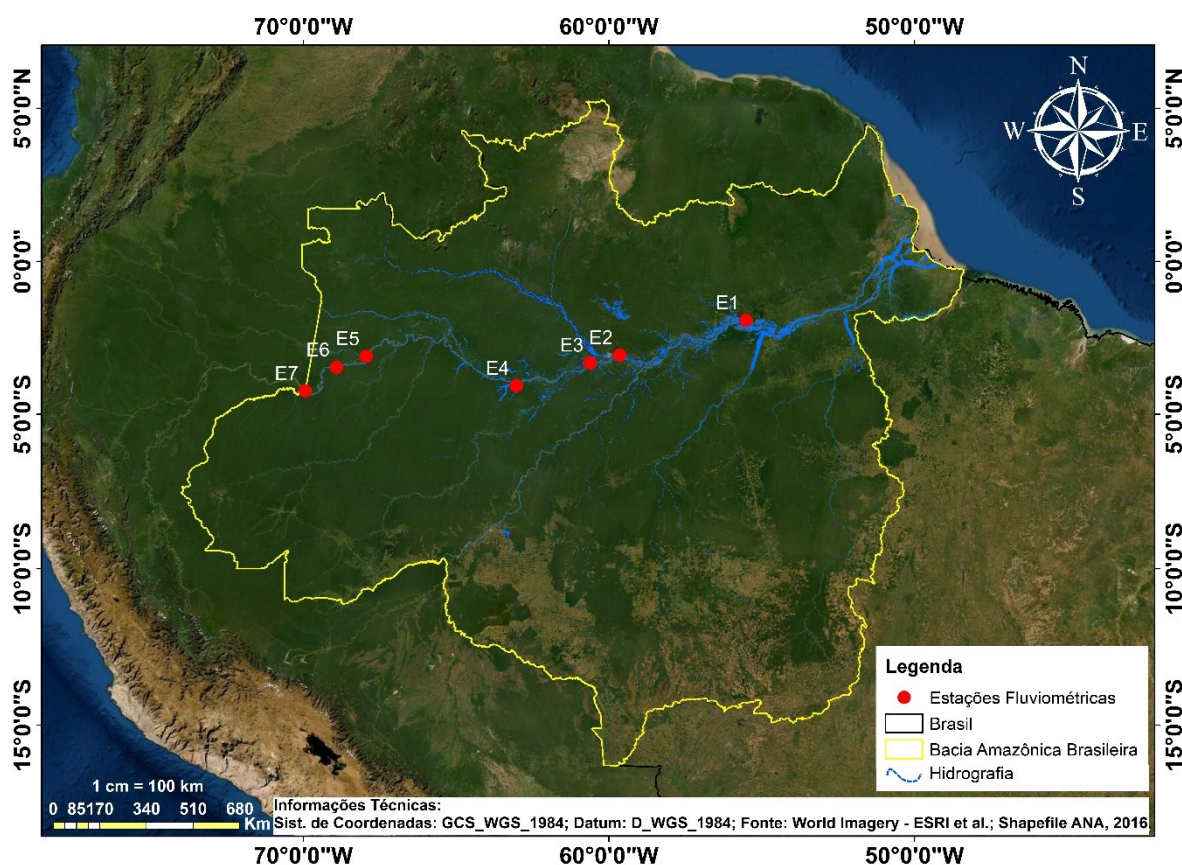 70°0'0"W 60°0'0"W 50°0'0"W
5°0'0"N 5°0'0"N
0°0'0"N 0°0'0"N
5°0'0"S 5°0'0"S
10°0'0"S 10°0'0"S
15°0'0"S 15°0'0"S
N
W E
S
E1
E2
E3
E4
E5
E6
E7
Legenda
Estações Fluviométricas
Brasil
Bacia Amazônica Brasileira
Hidrografia
1 cm = 100 km
0 85 170 340 510 680
Km
Informações Técnicas:
Sist. de Coordenadas: GCS_WGS_1984; Datum: D_WGS_1984; Fonte: World Imagery - ESRI et al.; Shapefile ANA, 2016
70°0'0"W 60°0'0"W 50°0'0"W